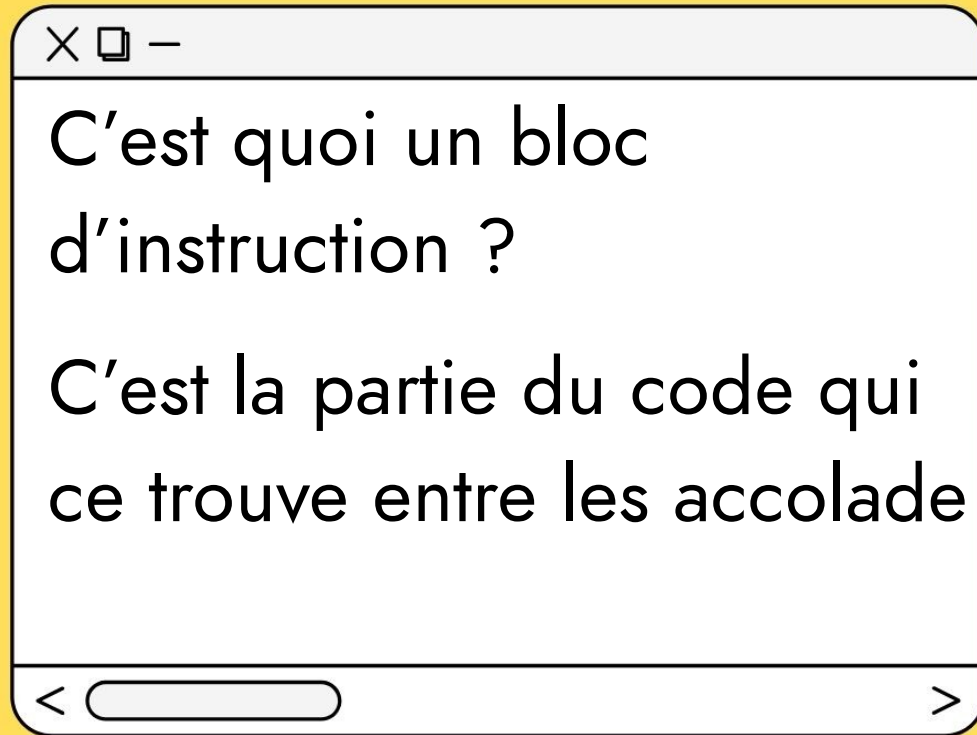 C’est quoi un bloc
d’instruction ?
C’est la partie du code qui
ce trouve entre les accolade